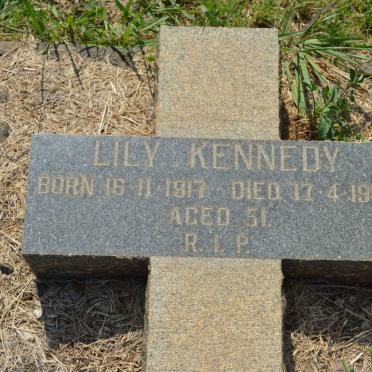 LILY KENNEDY
BORN 16·11·1917 DIED 17·4·19
AGED 51.
R.I.P.